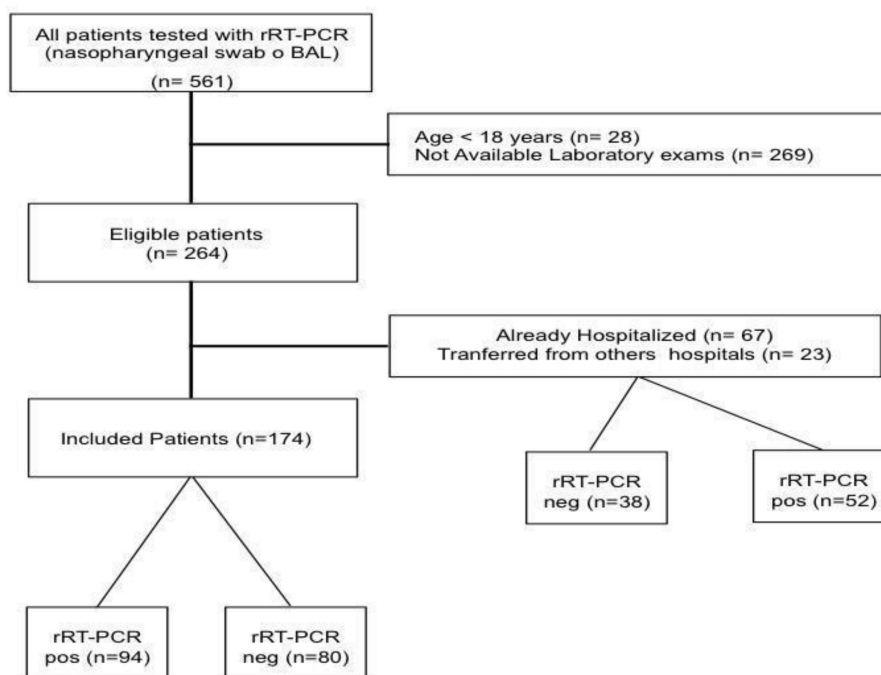 All patients tested with rRT-PCR
(nasopharyngeal swab o BAL)
(n= 561)
Age < 18 years (n= 28)
Not Available Laboratory exams (n= 269)
Eligible patients
(n= 264)
Already Hospitalized (n= 67)
Tranferred from others hospitals (n= 23)
Included Patients (n=174)
rRT-PCR
neg (n=38)
rRT-PCR
pos (n=52)
rRT-PCR
pos (n=94)
rRT-PCR
neg (n=80)